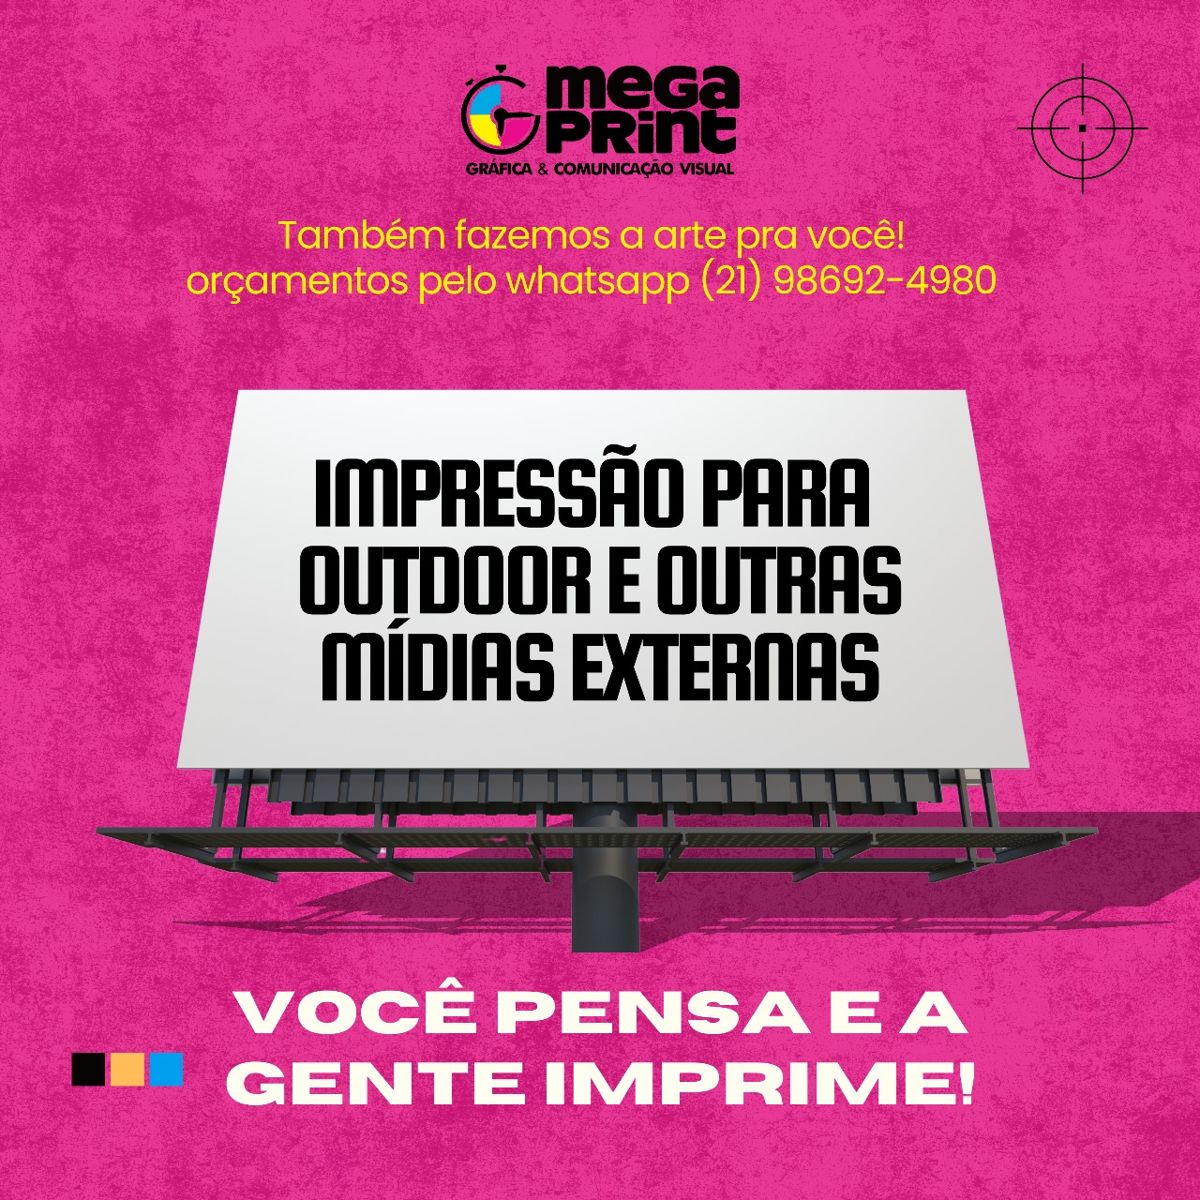 mega
PRINT
GRÁFICA & COMUNICAÇÃO VISUAL
Também fazemos a arte pra você!
orçamentos pelo whatsapp (21) 98692-4980
IMPRESSÃO PARA
OUTDOOR E OUTRAS
MÍDIAS EXTERNAS
VOCÊ PENSA E A
GENTE IMPRIME!